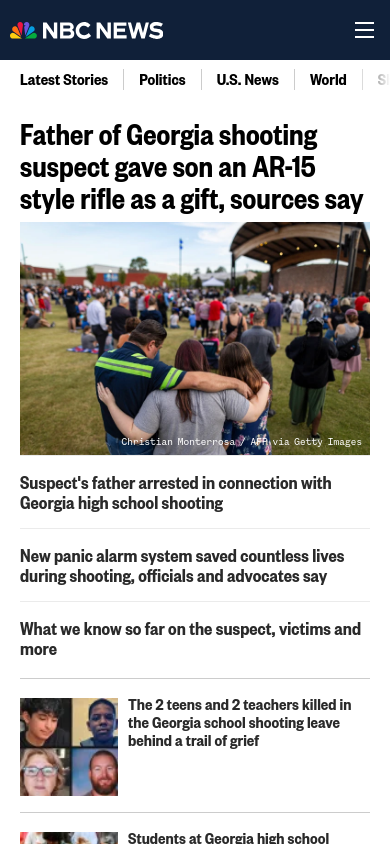 NBC NEWS
Latest Stories
Politics
U.S. News
World
Father of Georgia shooting
suspect gave son an AR-15
style rifle as a gift, sources say
Christian Monterrosa / AFP via Getty Images
Suspect's father arrested in connection with
Georgia high school shooting
New panic alarm system saved countless lives
during shooting, officials and advocates say
What we know so far on the suspect, victims and
more
The 2 teens and 2 teachers killed in
the Georgia school shooting leave
behind a trail of grief
Students at Georgia high school